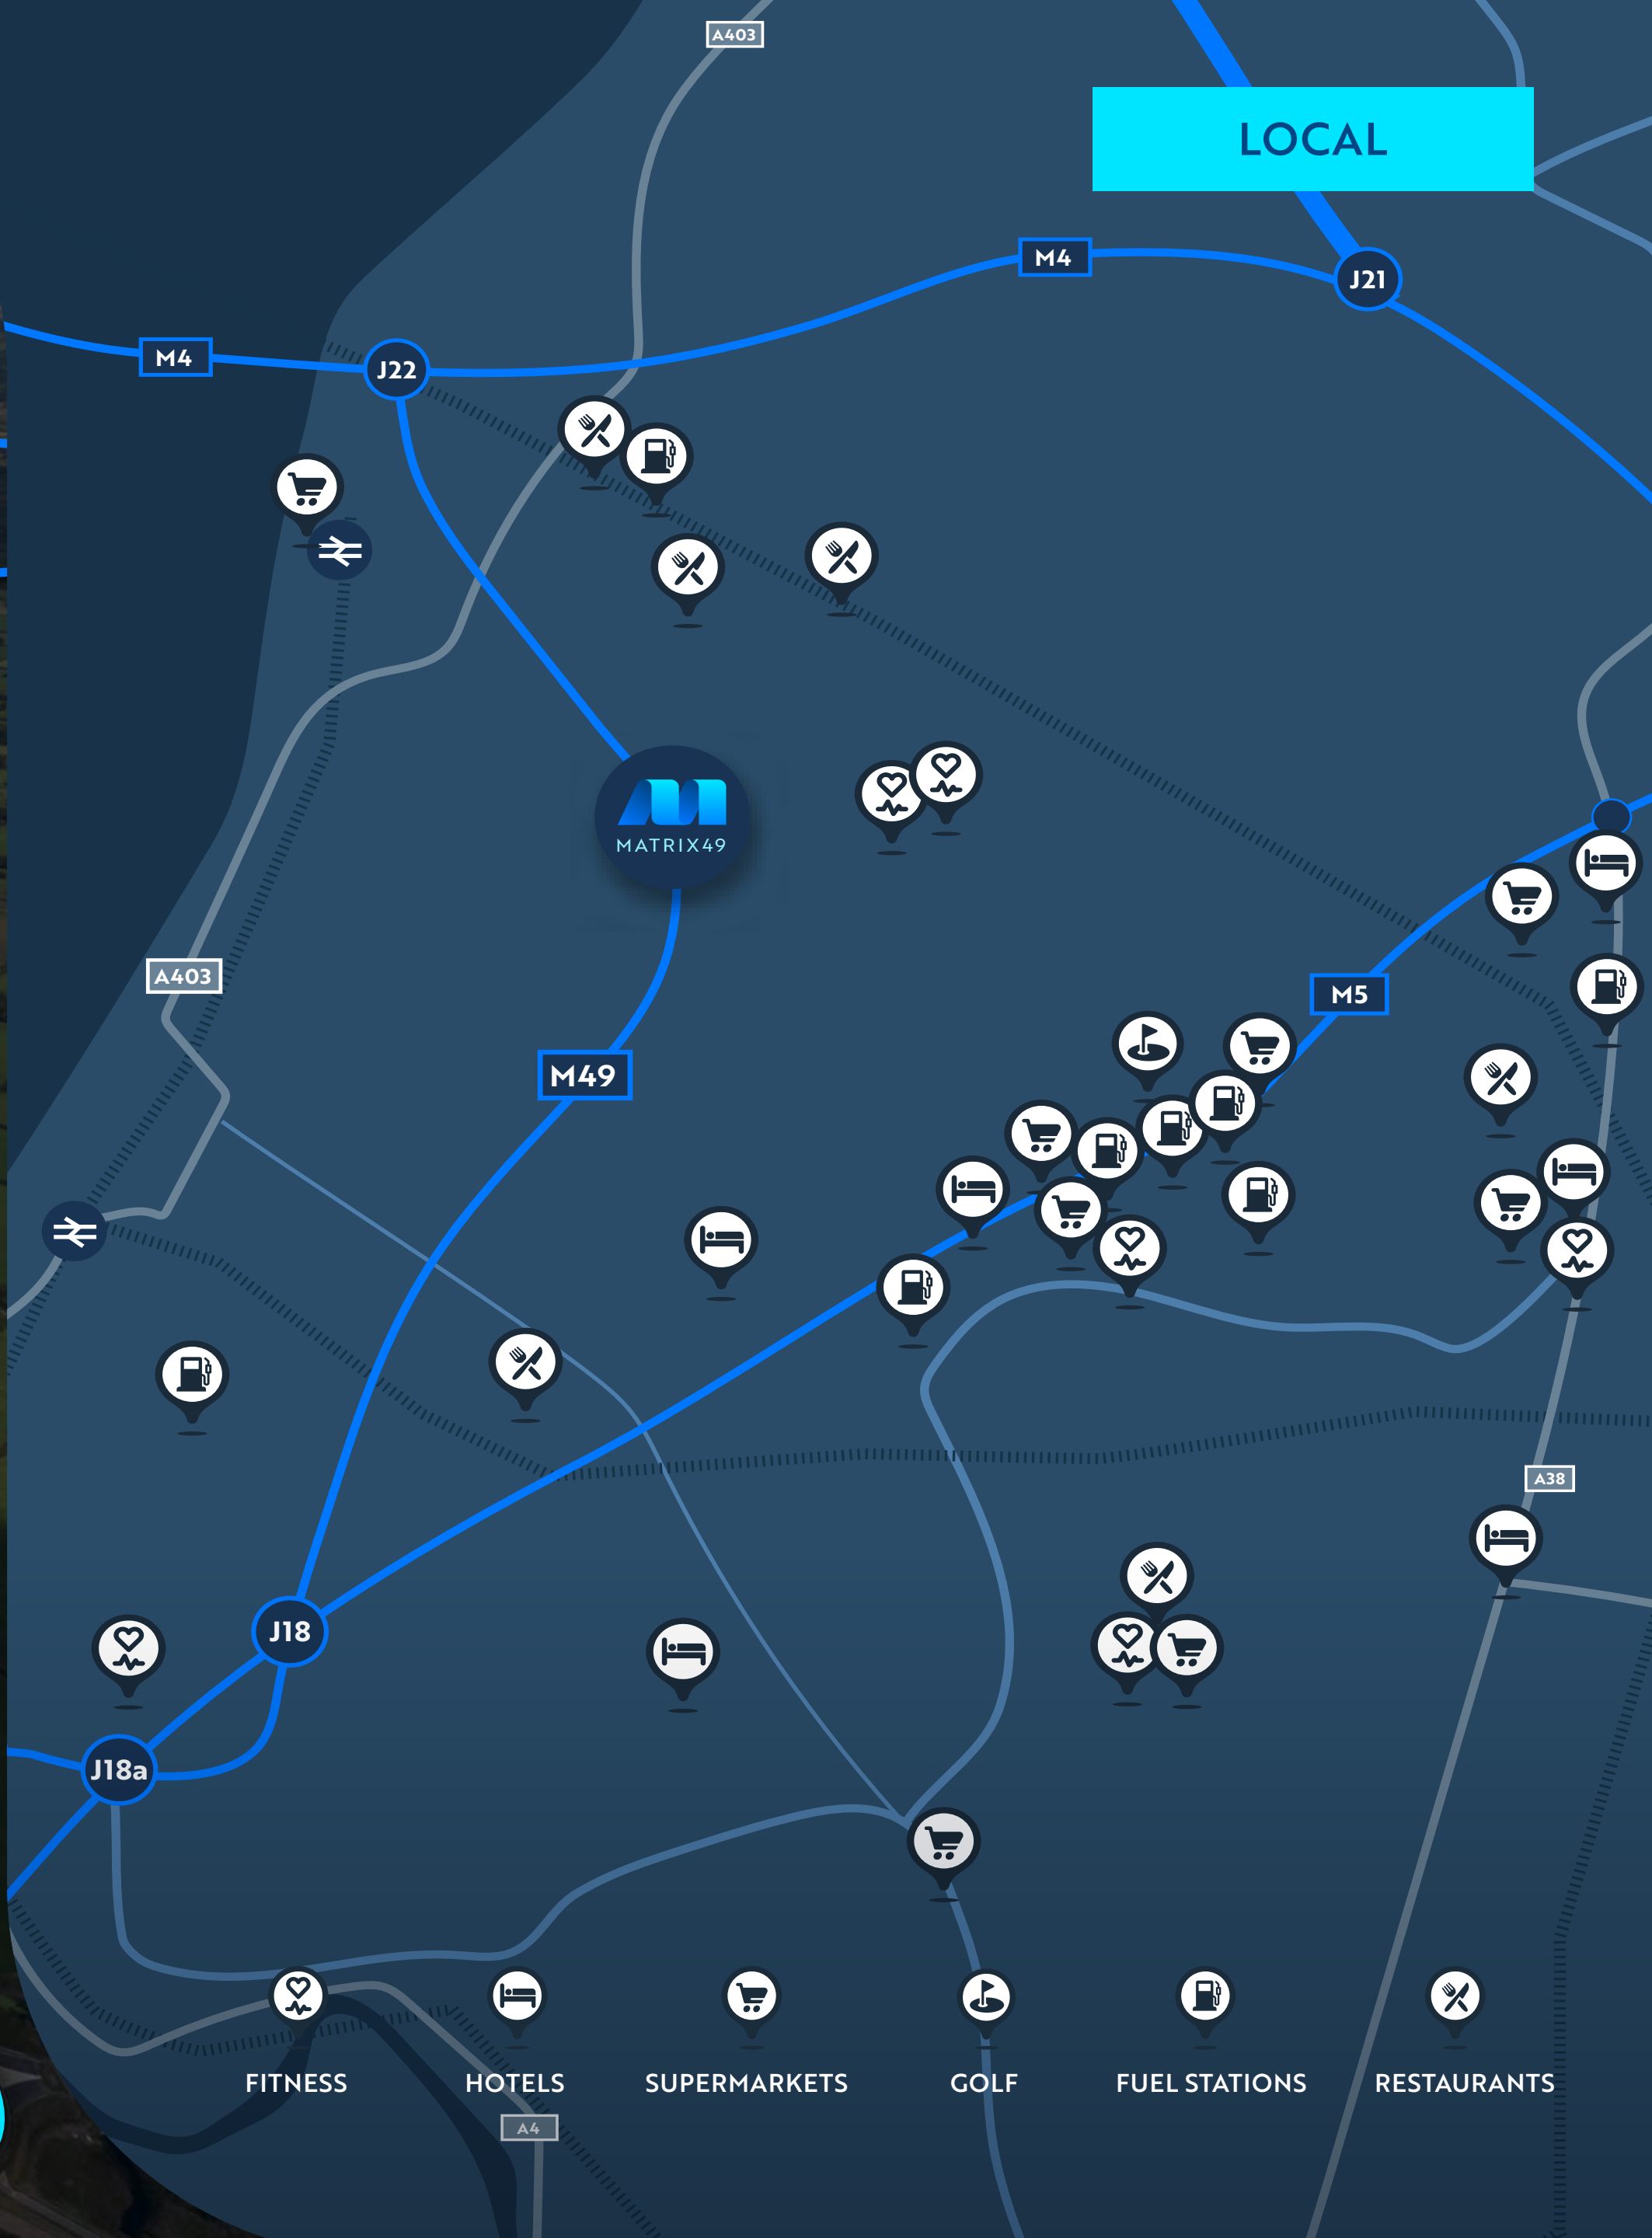 A403
LOCAL
M4
J21
M4
J22
MATRIX49
A403
M5
M49
A38
J18
J18a
FITNESS
HOTELS
SUPERMARKETS
GOLF
FUEL STATIONS
RESTAURANTS
A4